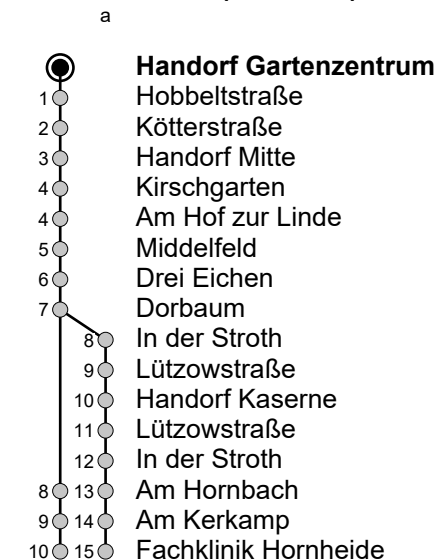 a
Handorf Gartenzentrum
1 Hobbeltstraße
2 Kötterstraße
3 Handorf Mitte
4 Kirschgarten
4 Am Hof zur Linde
5 Middelfeld
6 Drei Eichen
7 Dorbaum
8 In der Stroth
9 Lützowstraße
10 Handorf Kaserne
11 Lützowstraße
12 In der Stroth
8 13 Am Hornbach
9 14 Am Kerkamp
10 15 Fachklinik Hornheide